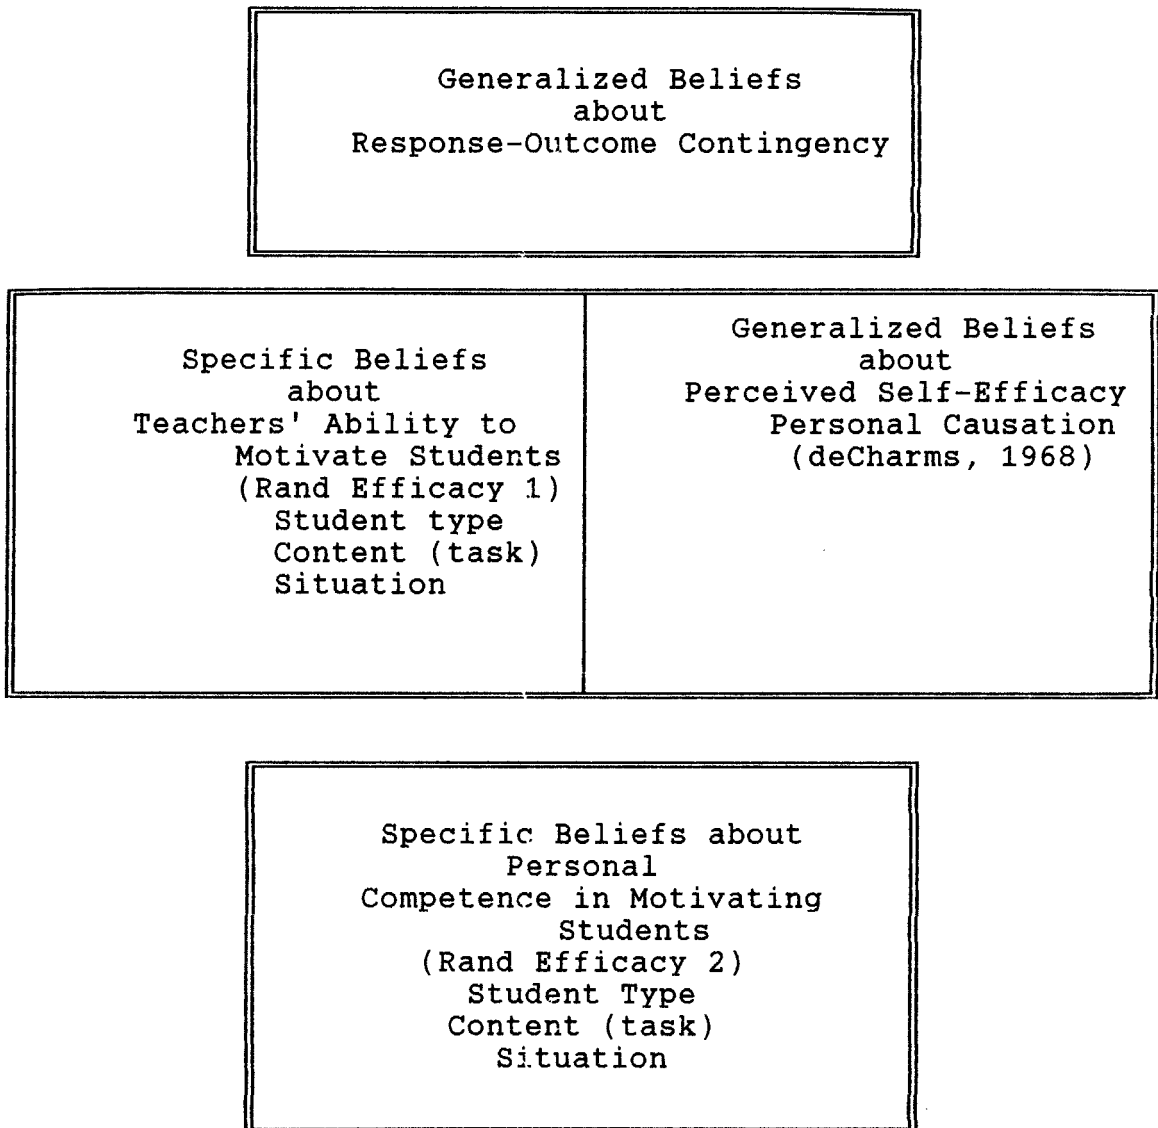 Generalized Beliefs
about
Response-Outcome Contingency
Specific Beliefs
about
Teachers' Ability to
Motivate Students
(Rand Efficacy 1)
Student type
Content (task)
Situation
Generalized Beliefs
about
Perceived Self-Efficacy
Personal Causation
(deCharms, 1968)
Specific Beliefs about
Personal
Competence in Motivating
Students
(Rand Efficacy 2)
Student Type
Content (task)
Situation